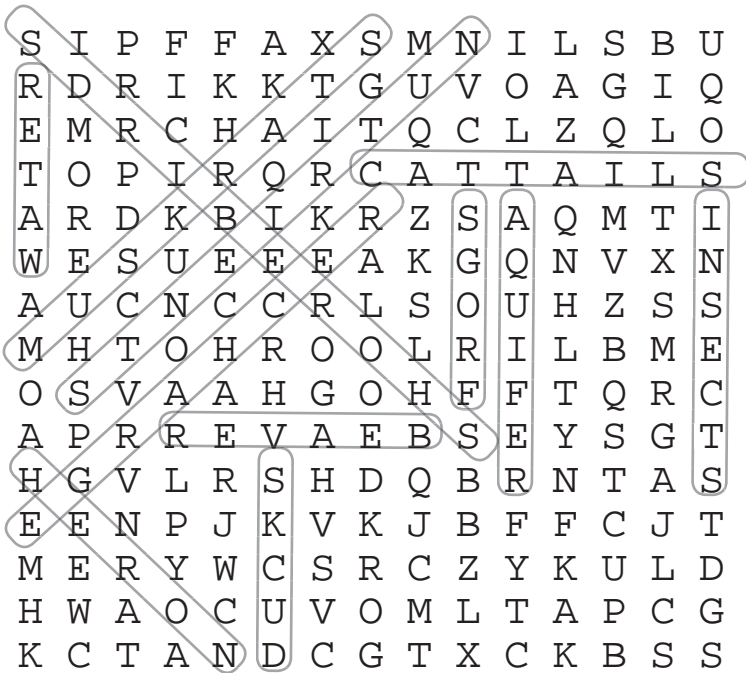 S I P F F A X S M N I L S B U
R D R I K K T G U V O A G I Q
E M R C H A I T Q C L Z Q L O
T O P I R Q R C A T T A I L S
A R D K B I K R Z S A Q M T I
W E S U E E E A K G Q N V X N
A U C N C C R L S O U H Z S S
M H T O H R O O L R I L B M E
O S V A A H G O H F F T Q R C
A P R R E V A E B S E Y S G T
H G V L R S H D Q B R N T A S
E E N P J K V K J B F F C J T
M E R Y W C S R C Z Y K U L D
H W A O C U V O M L T A P C G
K C T A N D C G T X C K B S S